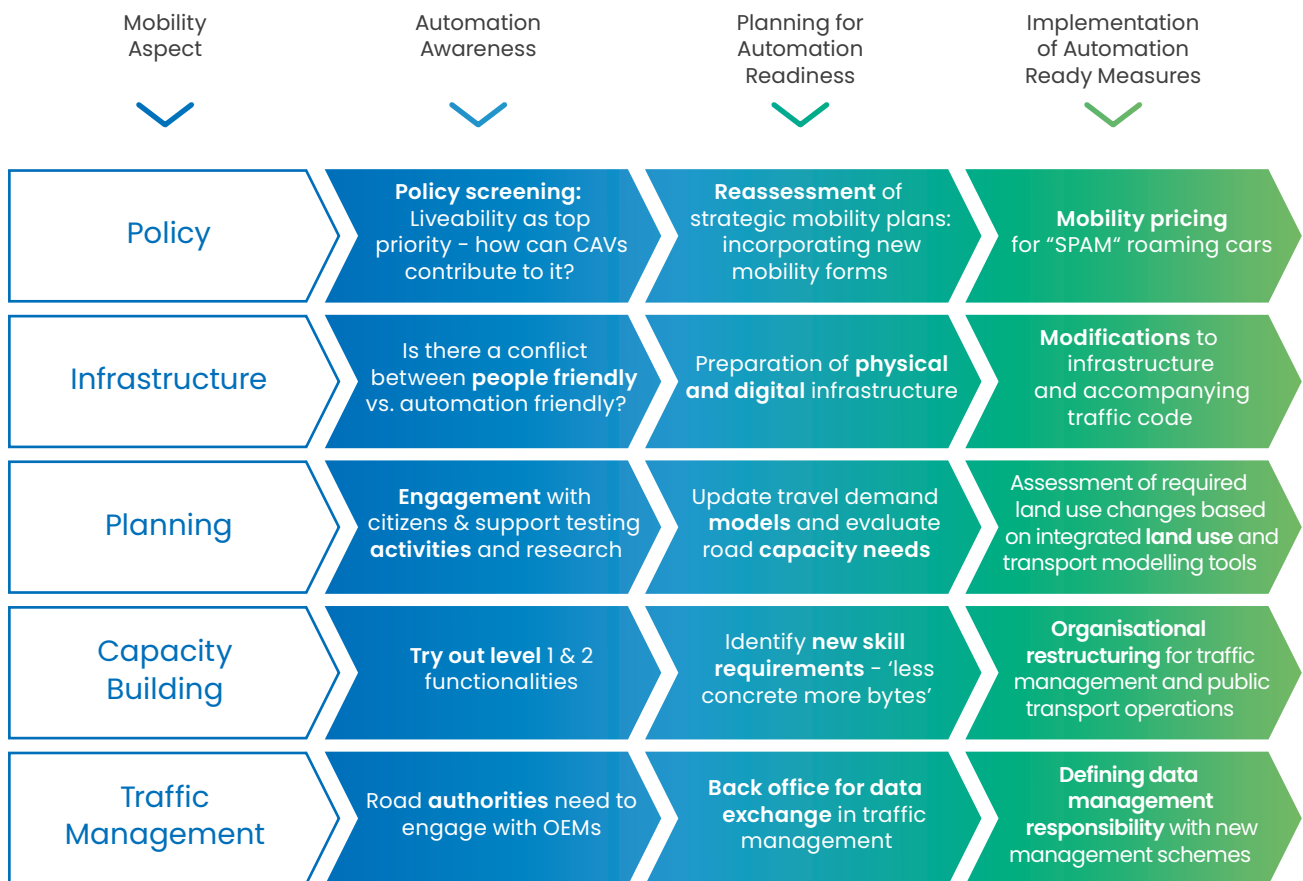 Mobility
Aspect
Automation
Awareness
Planning for
Automation
Readiness
Implementation
of Automation
Ready Measures
Policy
Policy screening:
Liveability as top
priority - how can CAVs
contribute to it?
Reassessment of
strategic mobility plans:
incorporating new
mobility forms
Mobility pricing
for “SPAM“ roaming cars
Infrastructure
Is there a conflict
between people friendly
vs. automation friendly?
Preparation of physical
and digital infrastructure
Modifications to
infrastructure
and accompanying
traffic code
Planning
Engagement with
citizens & support testing
activities and research
Update travel demand
models and evaluate
road capacity needs
Assessment of required
land use changes based
on integrated land use and
transport modelling tools
Capacity
Building
Try out level 1 & 2
functionalities
Identify new skill
requirements - ‘less
concrete more bytes’
Organisational
restructuring for traffic
management and public
transport operations
Traffic
Management
Road authorities need to
engage with OEMs
Back office for data
exchange in traffic
management
Defining data
management
responsibility with new
management schemes